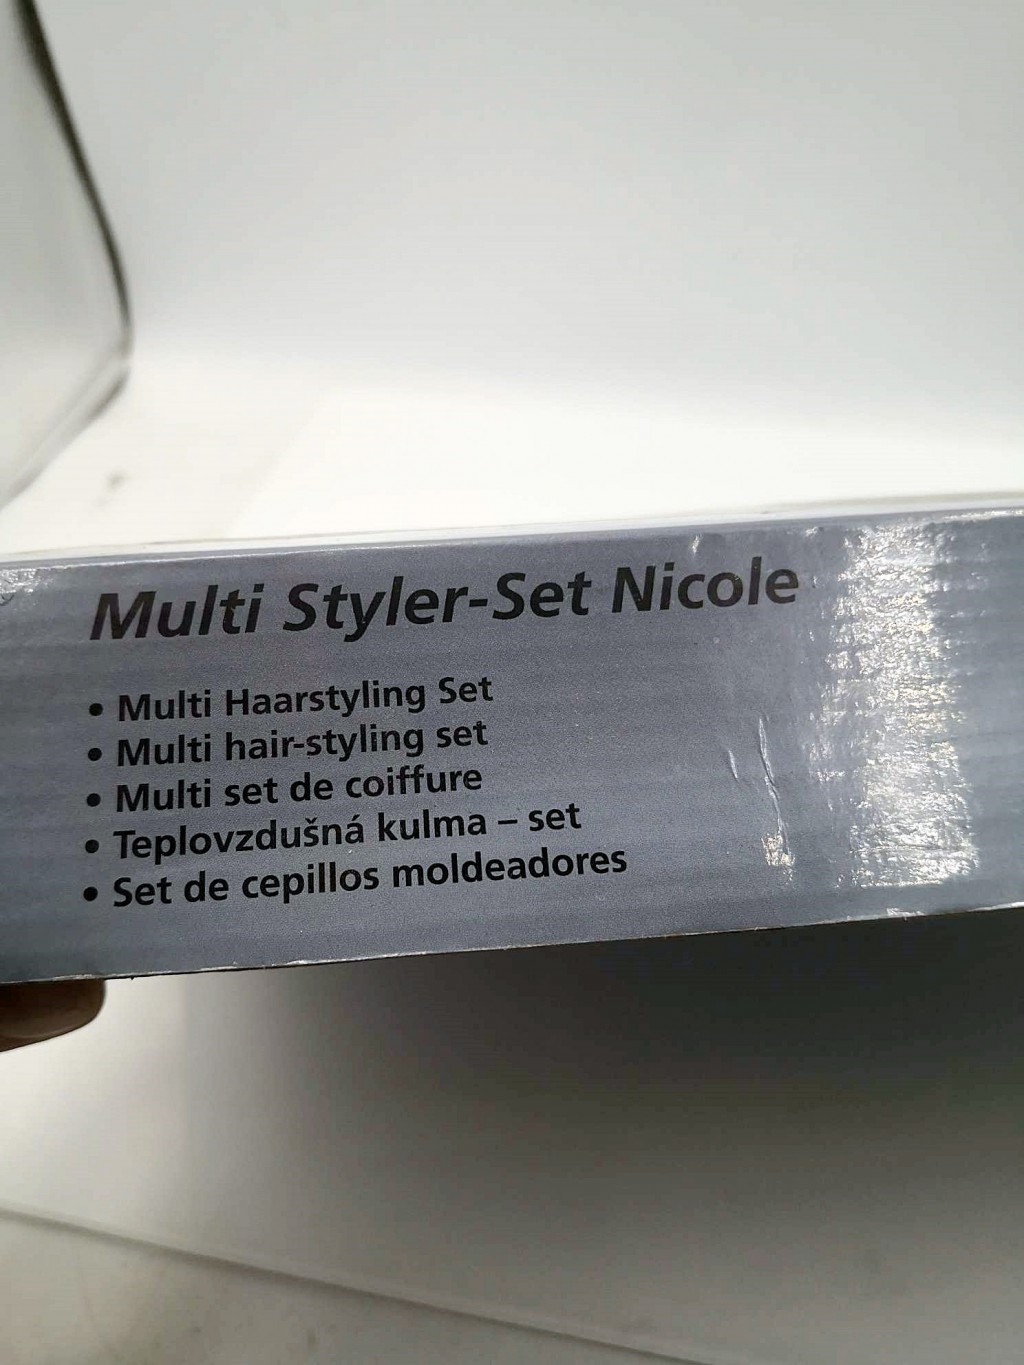 Multi Styler-Set Nicole
• Multi Haarstyling Set
• Multi hair-styling set
• Multi set de coiffure
• Teplovzdušná kulma – set
• Set de cepillos moldeadores